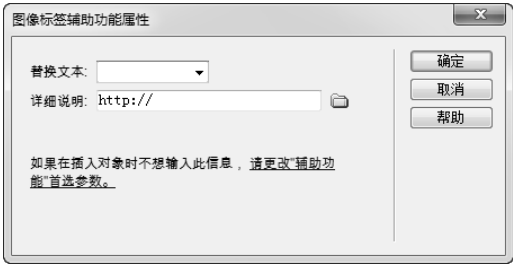 图像标签辅助功能属性
替换文本:
确定
详细说明: http://
取消
帮助
如果在插入对象时不想输入此信息，请更改“辅助功
能”首选参数。